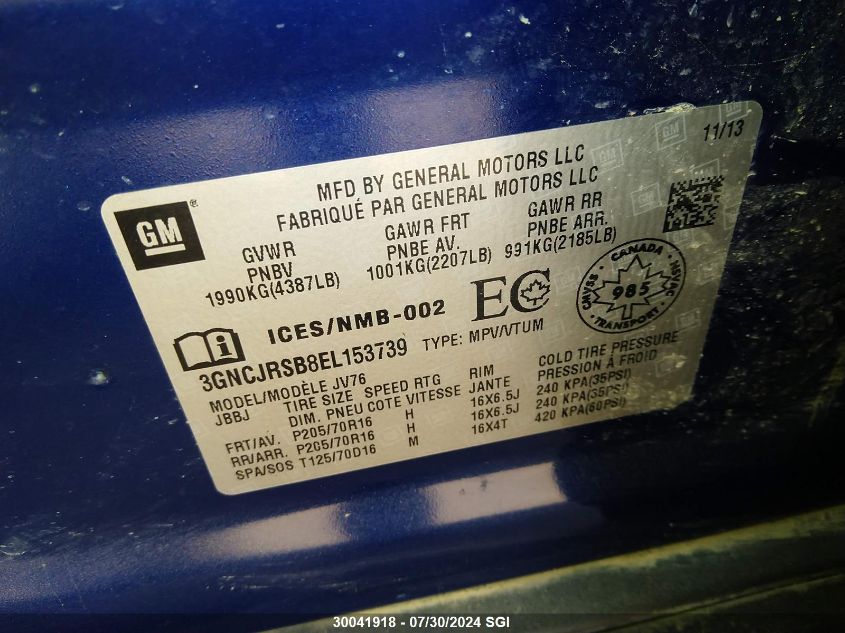 11/13
MFD BY GENERAL MOTORS LLC
FABRIQUÉ PAR GENERAL MOTORS LLC
GM ®
GVWR GAWR FRT GAWR RR
PNBV PNBE AV. PNBE ARR.
1990KG(4387LB) 1001KG(2207LB) 991KG(2185LB)
ICES/NMB-002 EC
CANADA
CMVSS 985 NSVAC
TRANSPORT
3GNCJRSB8EL153739 TYPE: MPV/VTUM
MODEL/MODÈLE JV76
JBBJ TIRE SIZE SPEED RTG RIM COLD TIRE PRESSURE
DIM. PNEU COTE VITESSE JANTE PRESSION À FROID
FRT/AV. P205/70R16 H 16X6.5J 240 KPA(35PSI)
RR/ARR. P205/70R16 H 16X6.5J 240 KPA(35PSI)
SPA/SOS T125/70D16 M 16X4T 420 KPA(60PSI)
30041918 - 07/30/2024 SGI